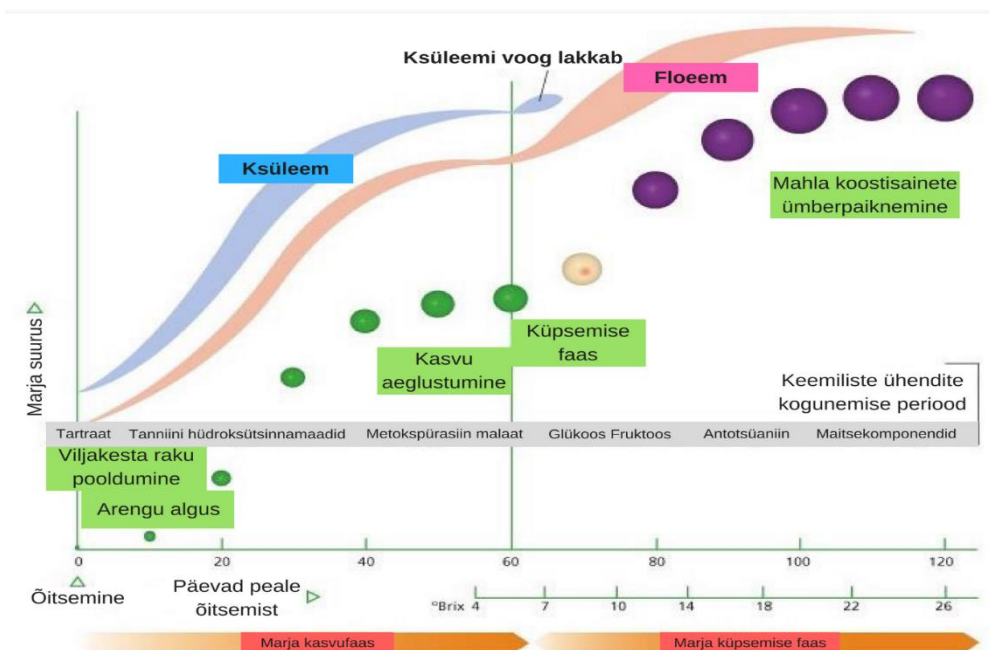 Ksüleemi voog lakkab
Floeem
Ksüleem
Mahla koostisainete
ümberpaiknemine
Marja suurus
Küpsemise
faas
Kasvu
aeglustumine
Keemiliste ühendite
kogunemise periood
Tartraat Tanniini hüdroksütsinnamaadid Metokspürasiin malaat Glükoos Fruktoos Antotsüaniin Maitsekomponendid
Viljakesta raku
pooldumine
Arengu algus
0 20 40 60 80 100 120
Õitsemine
Päevad peale
õitsemist
°Brix 4 7 10 14 18 22 26
Marja kasvufaas Marja küpsemise faas